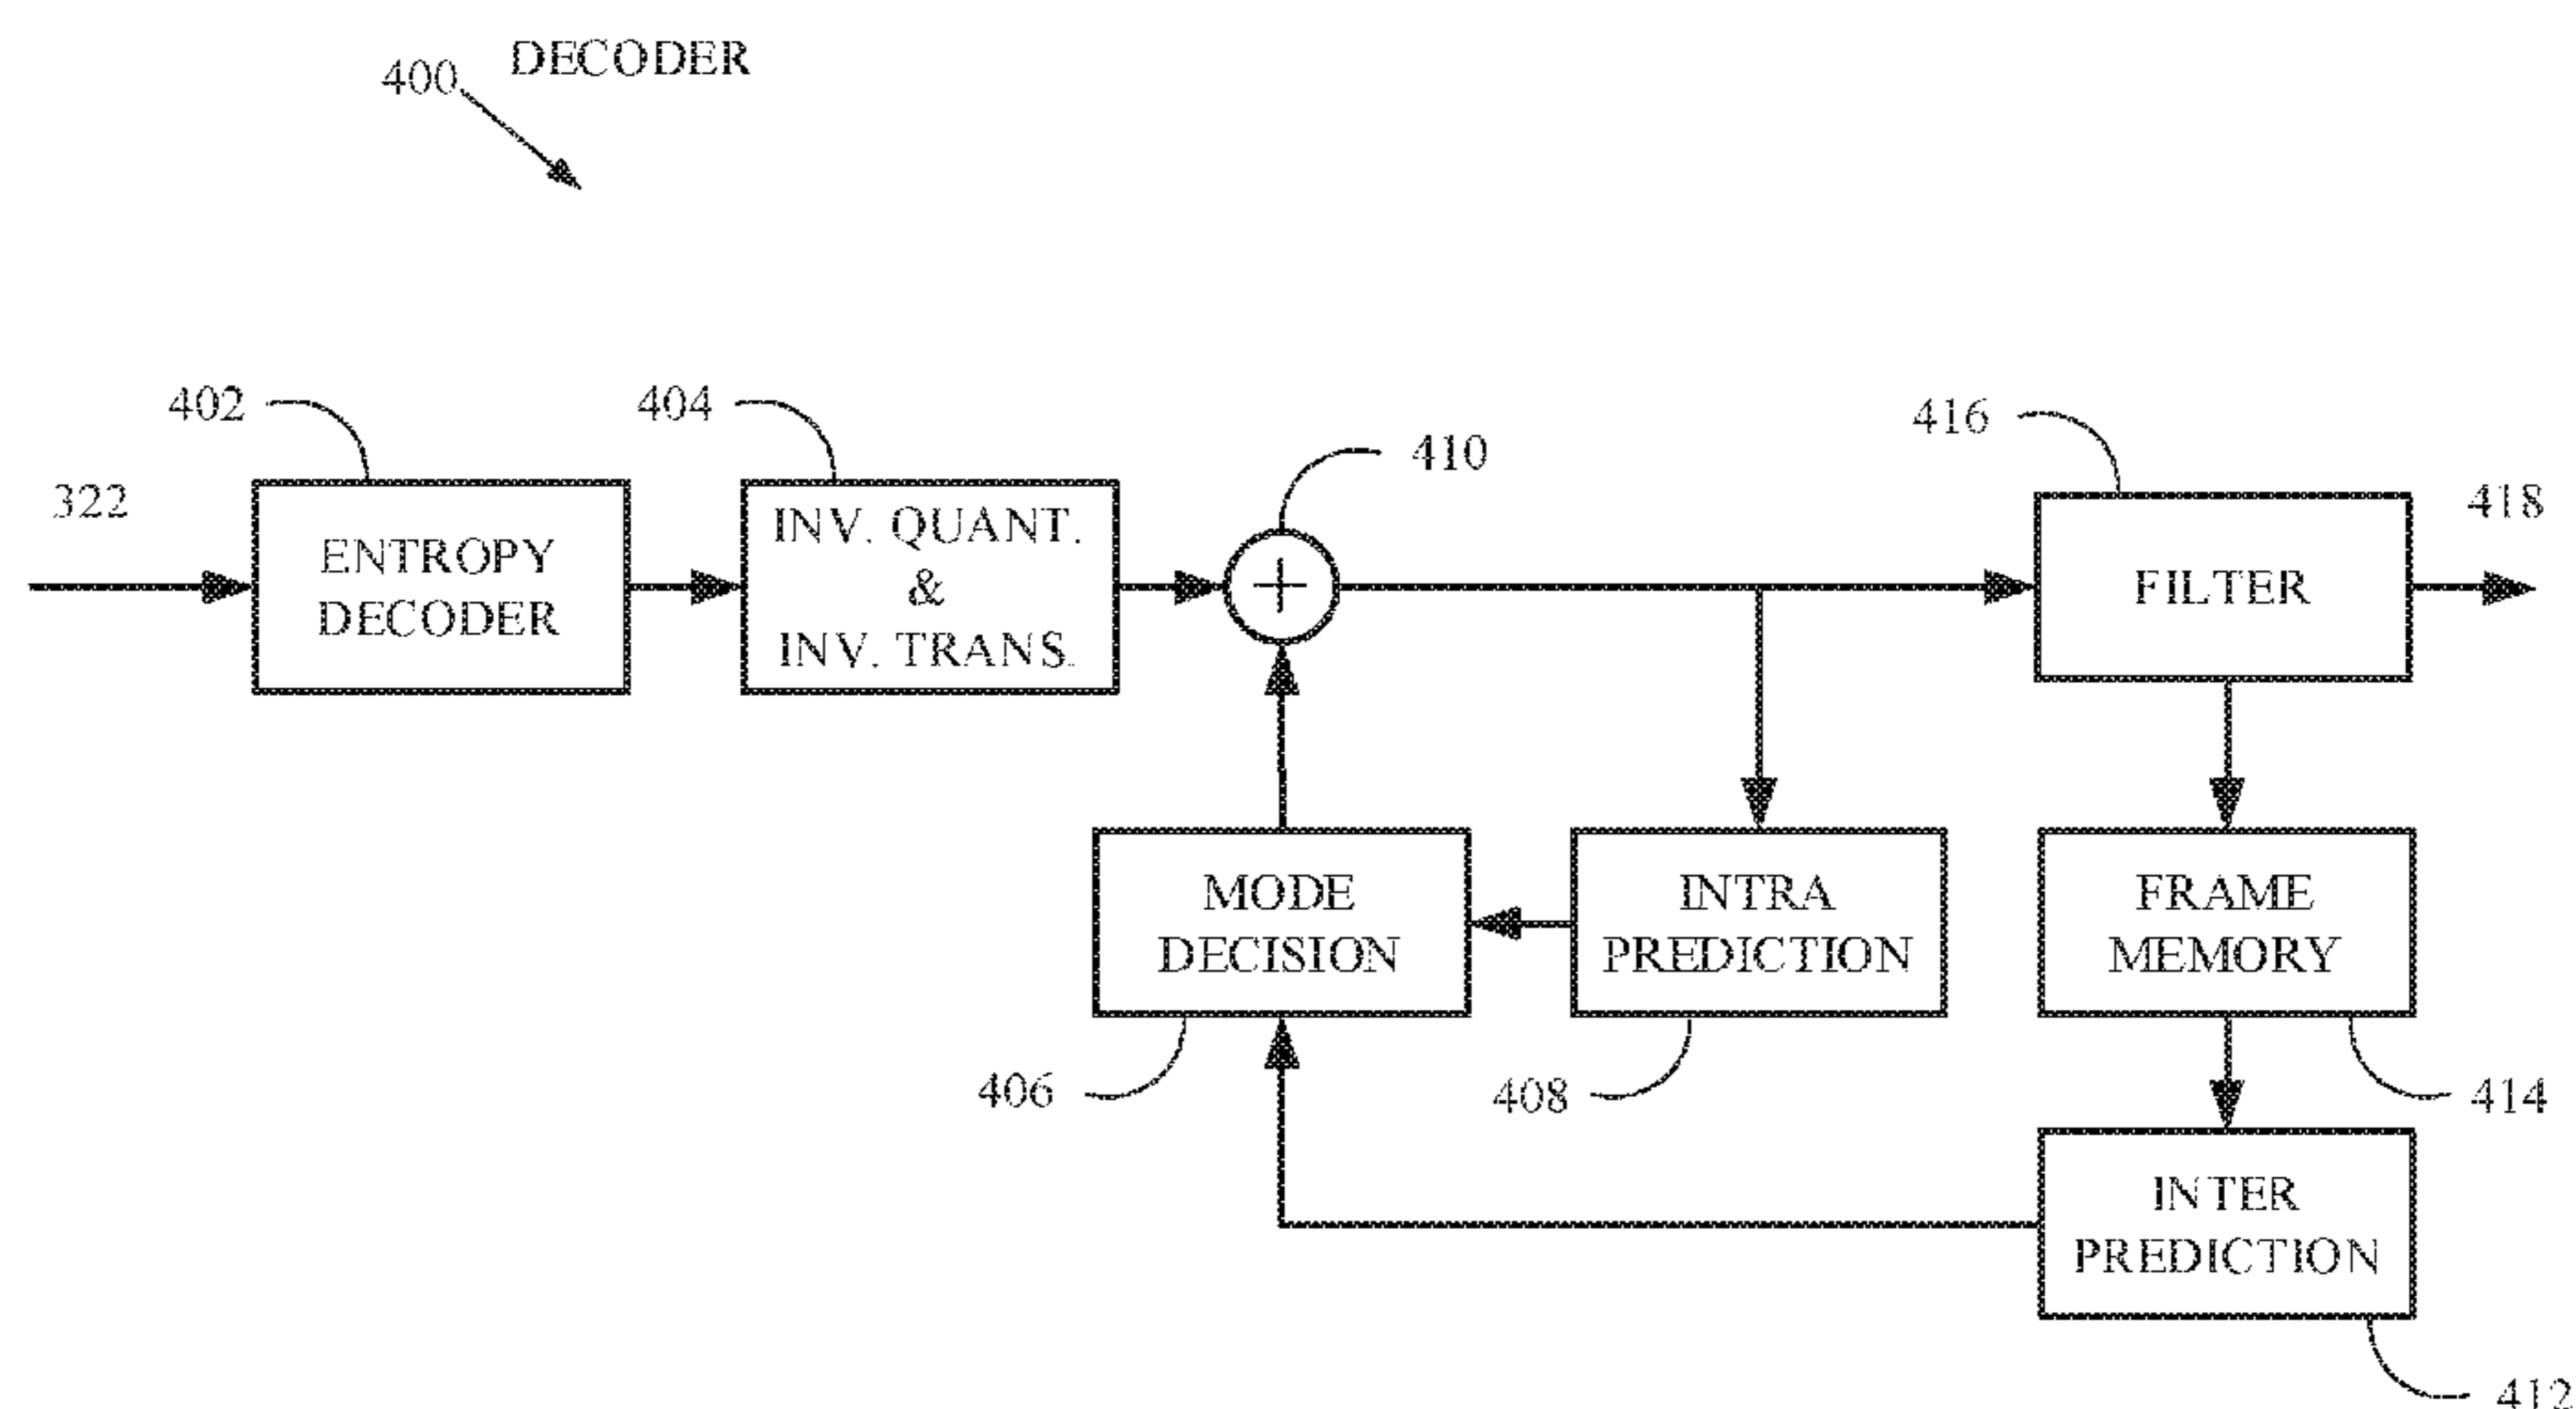 DECODER
400
402
404
410
416
322
418
ENTROPY
DECODER
INV. QUANT.
&
INV. TRANS.
+
FILTER
MODE
DECISION
INTRA
PREDICTION
FRAME
MEMORY
406
408
414
INTER
PREDICTION
412